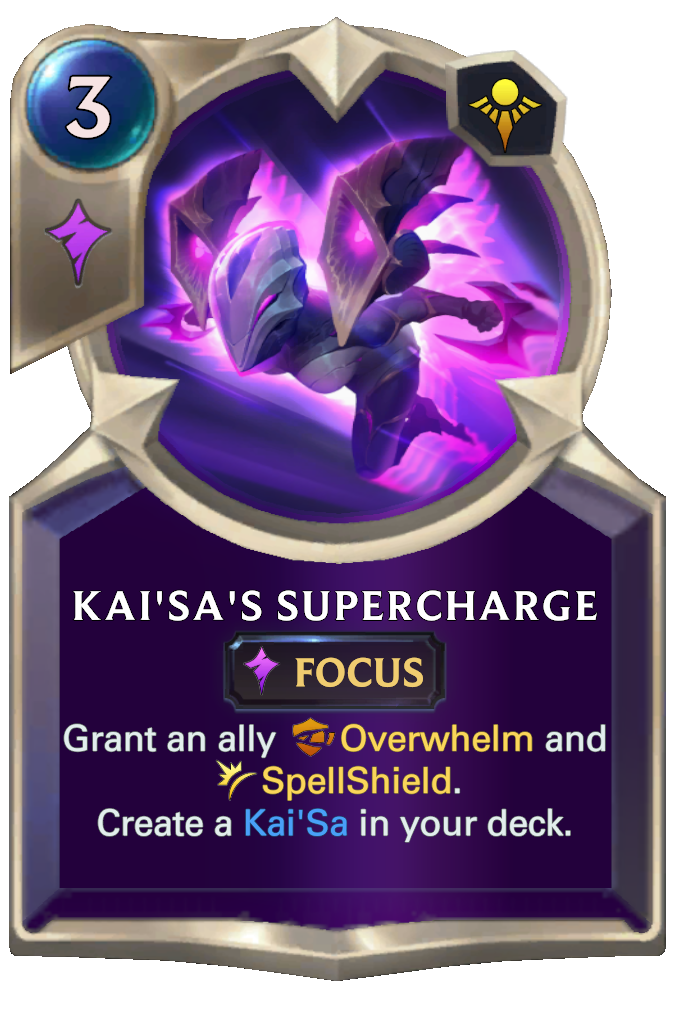 3
KAI'SA'S SUPERCHARGE
FOCUS
Grant an ally Overwhelm and
SpellShield.
Create a Kai'Sa in your deck.